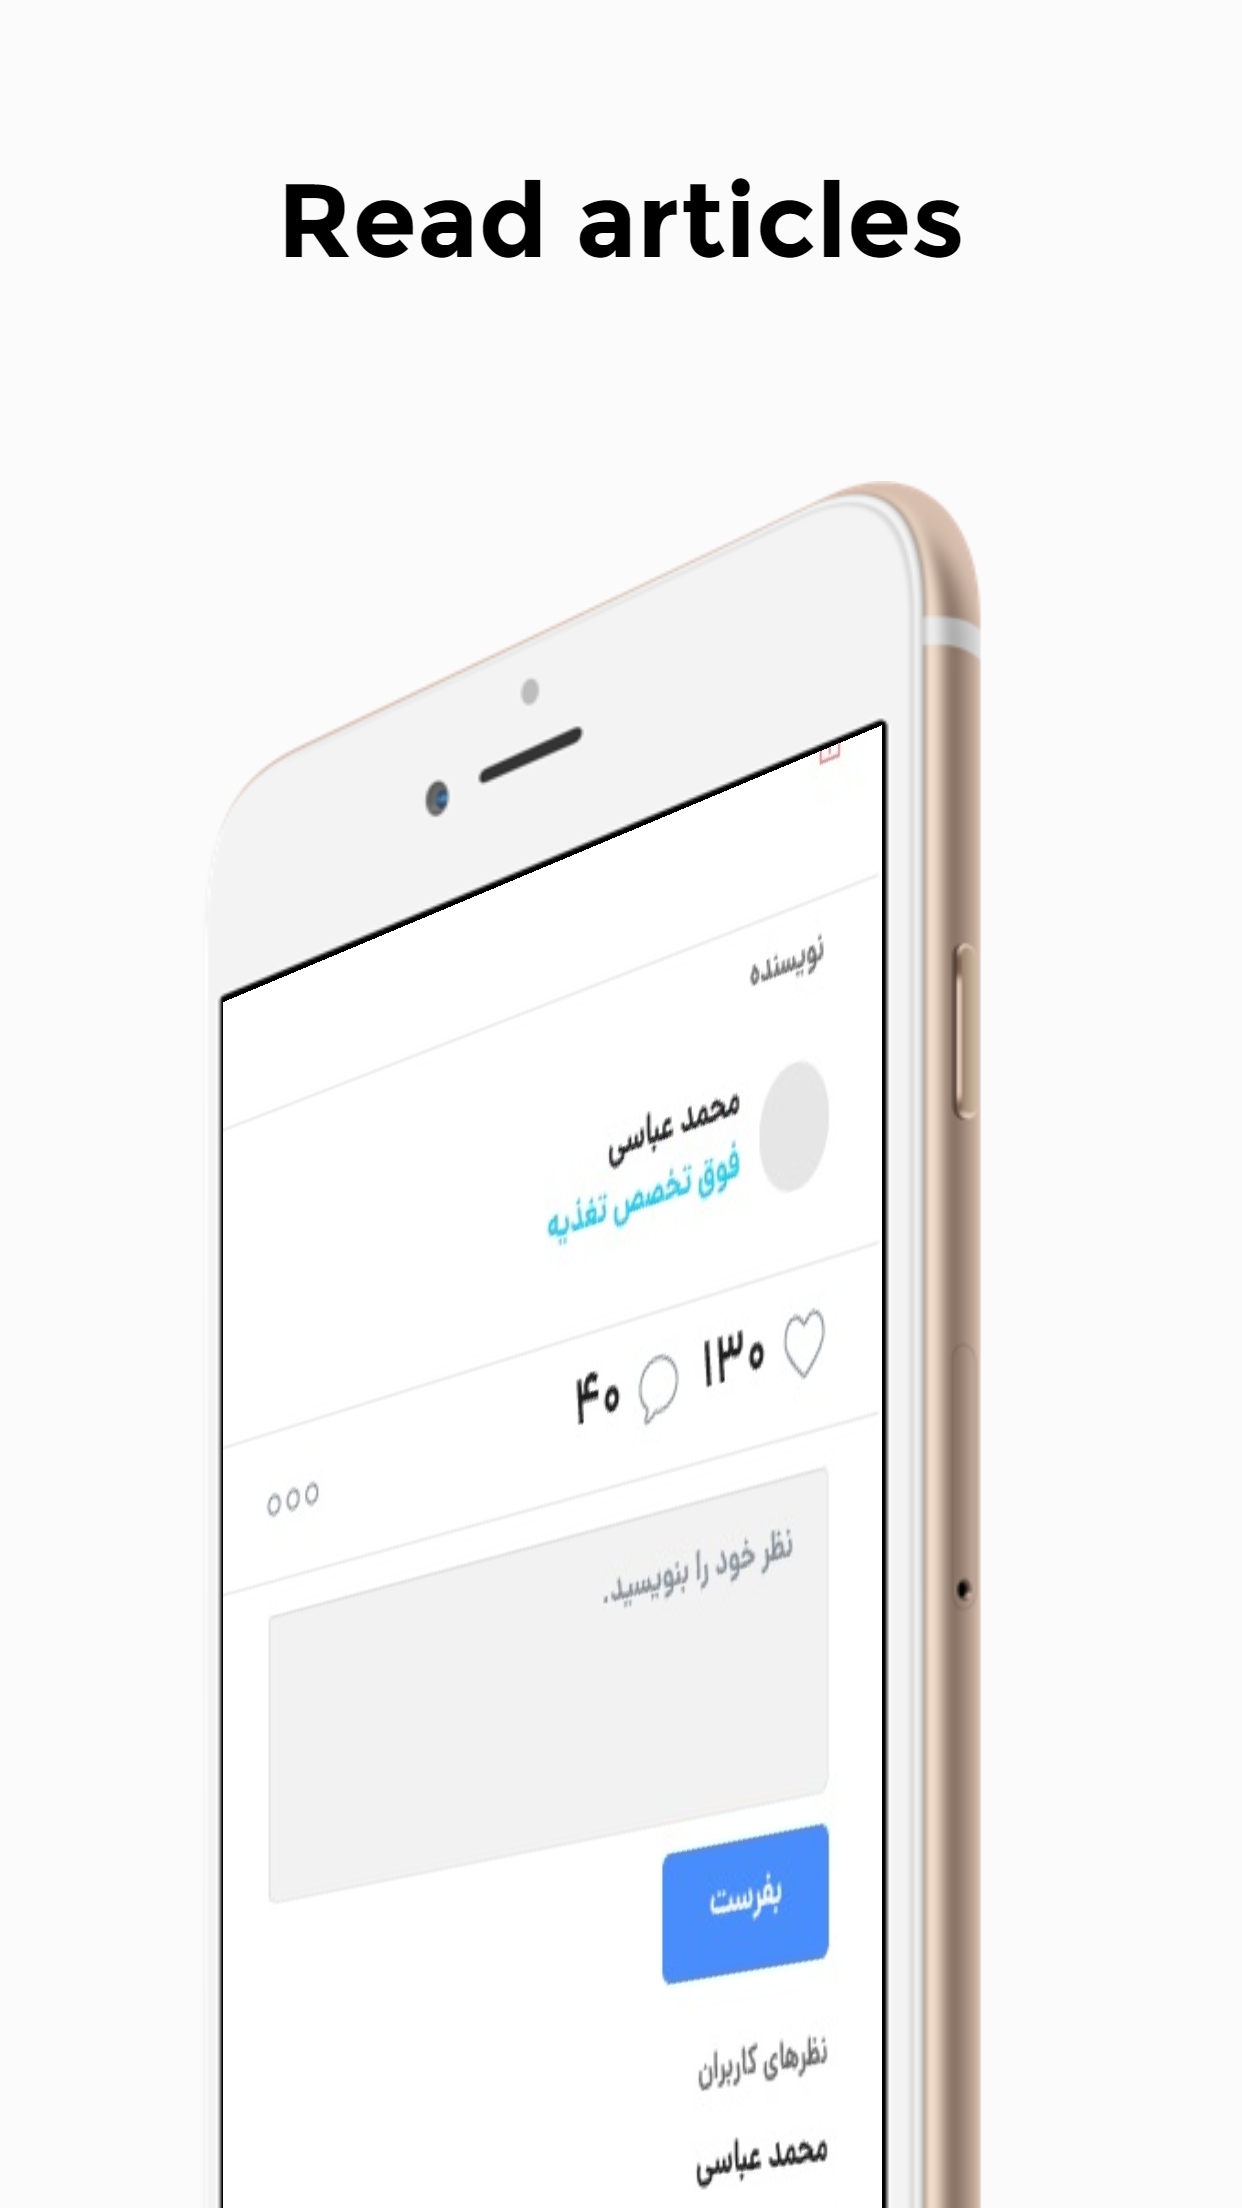 Read articles
نویسنده
محمد عباسی
فوق تخصص تغذیه
۱۳۰ ۴۰
نظر خود را بنویسید.
بفرست
نظرهای کاربران
محمد عباسی